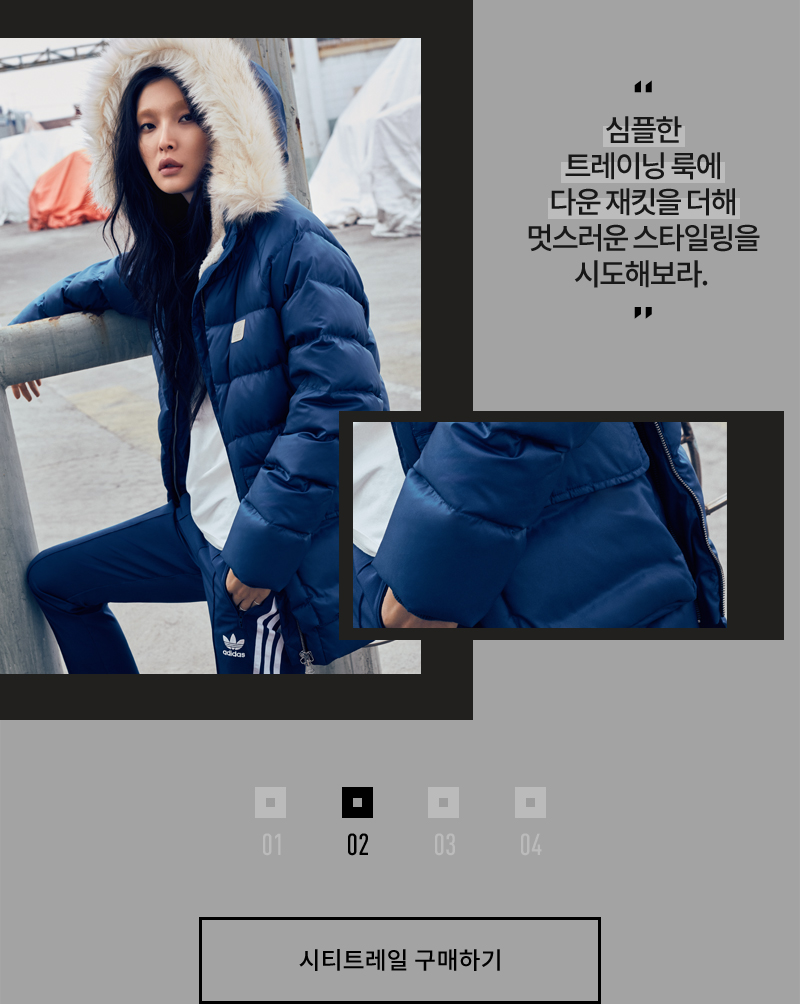 “
심플한
트레이닝 룩에
다운 재킷을 더해
멋스러운 스타일링을
시도해보라.
”
adidas
01 02 03 04
시티트레일 구매하기